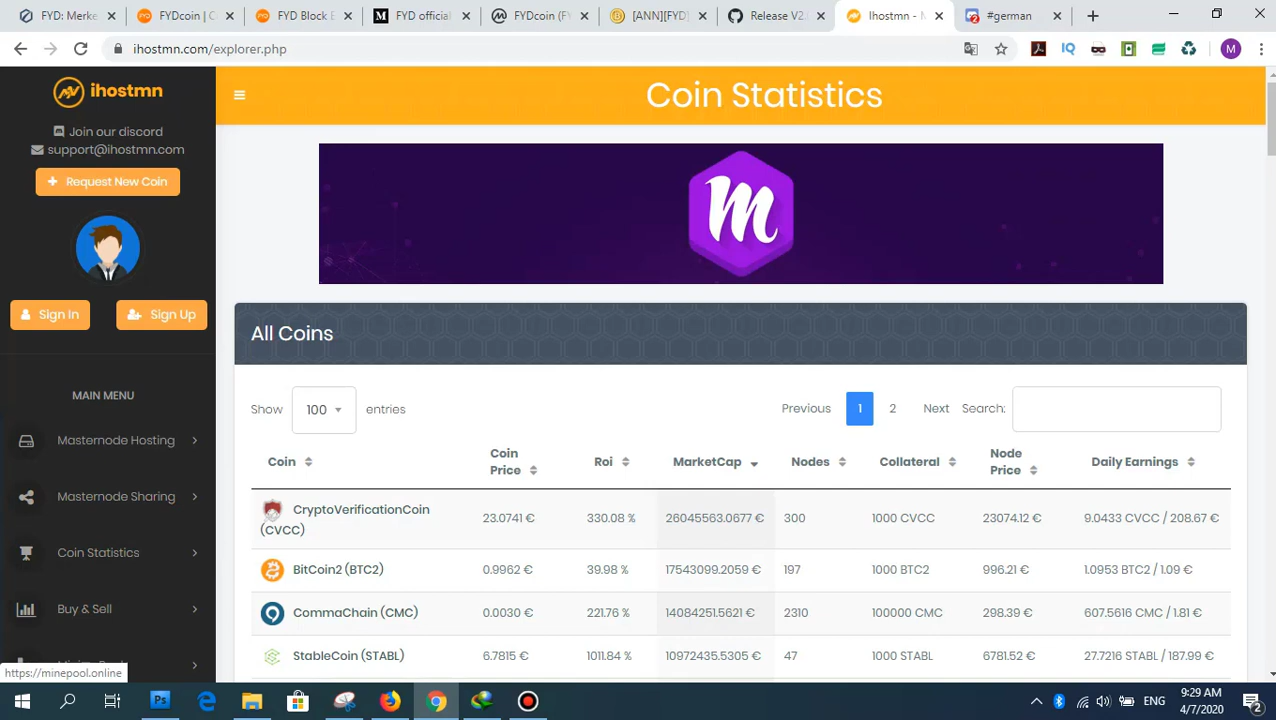 FYD: Merke
FYDcoin | C
FYD Block E
FYD official
FYDcoin (FY
[ANN][FYD]
Release V2.
Ihostmn - 
#german
ihostmn.com/explorer.php
M
ihostmn
Join our discord
support@ihostmn.com
Request New Coin
Sign In
Sign Up
MAIN MENU
Masternode Hosting
Masternode Sharing
Coin Statistics
Buy & Sell
https://minepool.online
Coin Statistics
m
All Coins
Show 100 entries
Previous 1 2 Next Search:
Coin Coin Price Roi MarketCap Nodes Collateral Node Price Daily Earnings
CryptoVerificationCoin (CVCC) 23.0741 € 330.08 % 26045563.0677 € 300 1000 CVCC 23074.12 € 9.0433 CVCC / 208.67 €
BitCoin2 (BTC2) 0.9962 € 39.98 % 17543099.2059 € 197 1000 BTC2 996.21 € 1.0953 BTC2 / 1.09 €
CommaChain (CMC) 0.0030 € 221.76 % 14084251.5621 € 2310 100000 CMC 298.39 € 607.5616 CMC / 1.81 €
StableCoin (STABL) 6.7815 € 1011.84 % 10972435.5305 € 47 1000 STABL 6781.52 € 27.7216 STABL / 187.99 €
Ps
ENG
9:29 AM
4/7/2020
2